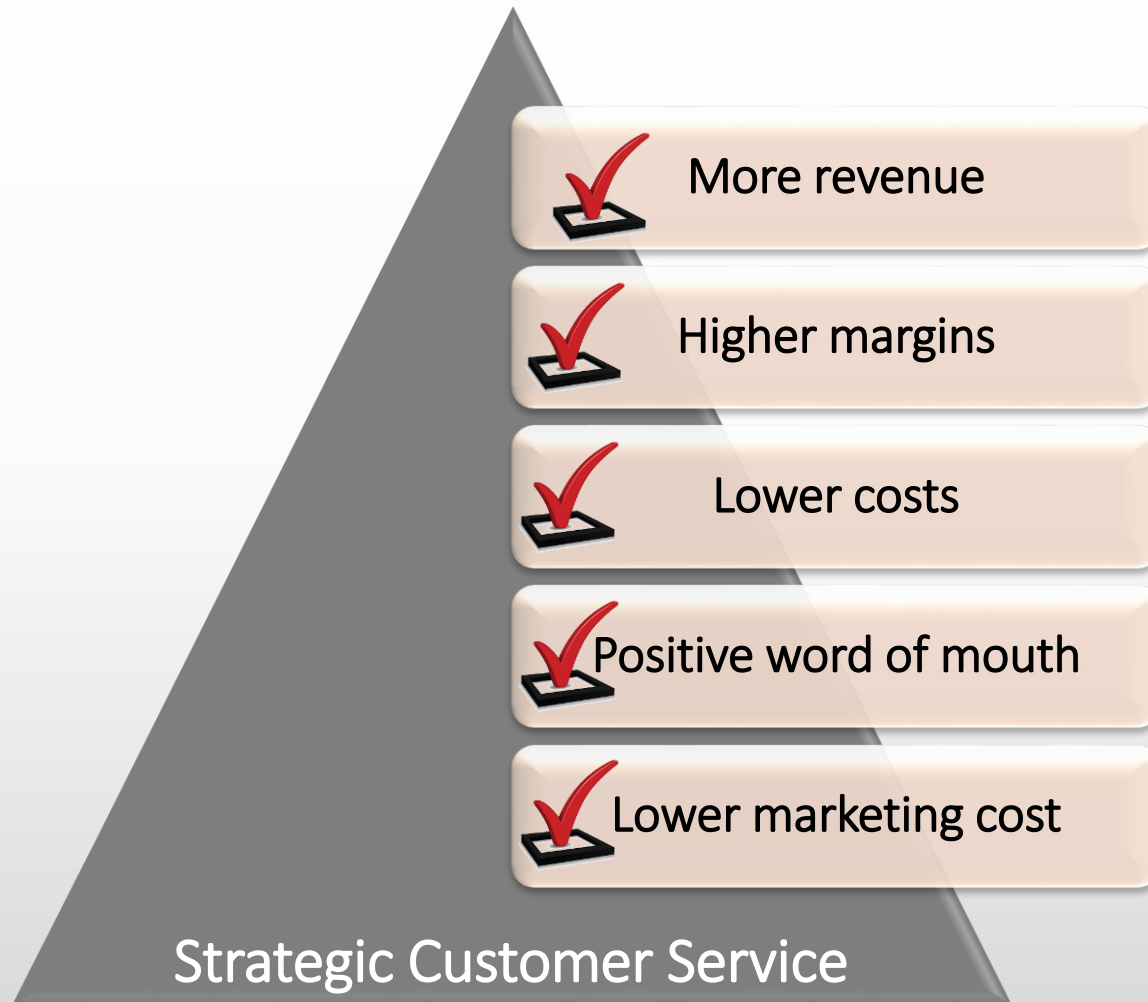 More revenue
Higher margins
Lower costs
Positive word of mouth
Lower marketing cost
Strategic Customer Service